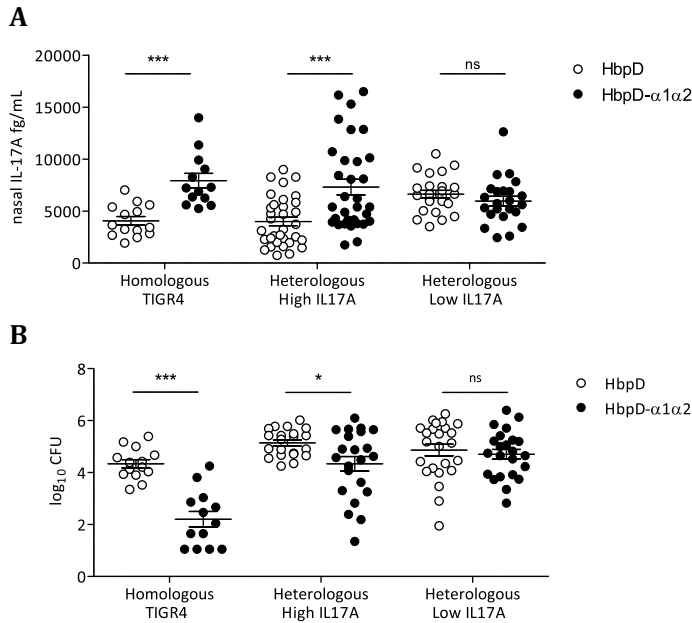 A
*** *** ns
HbpD
HbpD-α1α2
nasal IL-17A fg/mL
20000
15000
10000
5000
0
Homologous
TIGR4
Heterologous
High IL17A
Heterologous
Low IL17A
B
*** * ns
HbpD
HbpD-α1α2
log10 CFU
8
6
4
2
0
Homologous
TIGR4
Heterologous
High IL17A
Heterologous
Low IL17A